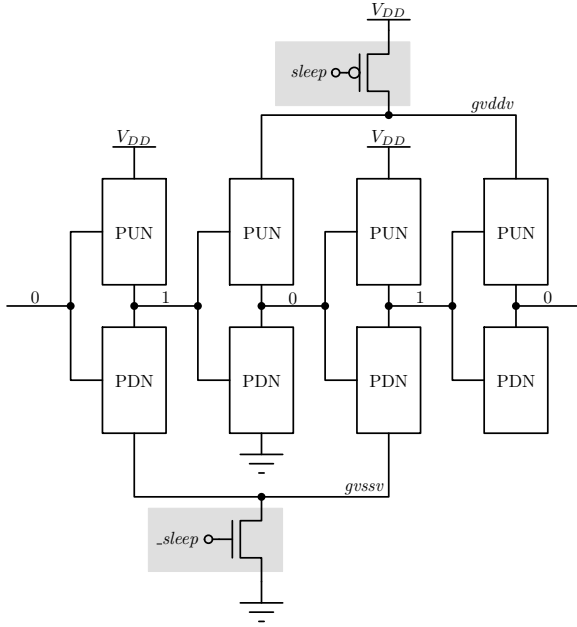 V_DD
sleep
gvddv
V_DD
V_DD
PUN
PUN
PUN
PUN
0
1
0
1
0
PDN
PDN
PDN
PDN
gvssv
_sleep